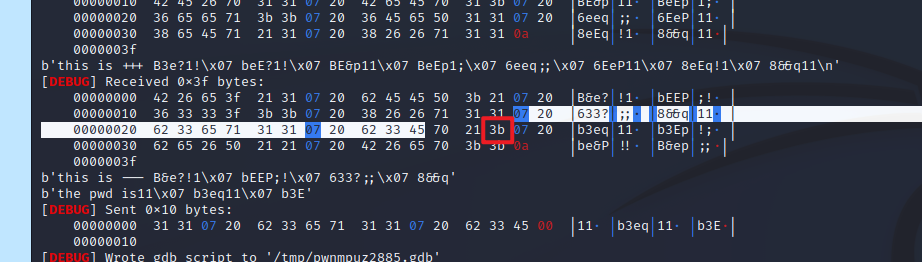 00000010 42 45 26 70 31 31 07 20 42 65 45 70 31 3b 07 20 │BE&p│11· │BeEp│1;· │
00000020 36 65 65 71 3b 3b 07 20 36 45 65 50 31 31 07 20 │6eeq│;;· │6EeP│11· │
00000030 38 65 45 71 21 31 07 20 38 26 26 71 31 31 0a │8eEq│!1· │8&&q│11·│
0000003f
b'this is +++ B3e?1!\x07 beE?1!\x07 BE&p11\x07 BeEp1;\x07 6eeq;;\x07 6EeP11\x07 8eEq!1\x07 8&&q11\n'
[DEBUG] Received 0x3f bytes:
00000000 42 26 65 3f 21 31 07 20 62 45 45 50 3b 21 07 20 │B&e?│!1· │bEEP│;!· │
00000010 36 33 33 3f 3b 3b 07 20 38 26 26 71 31 31 07 20 │633?│;;· │8&&q│11· │
00000020 62 33 65 71 31 31 07 20 62 33 45 70 21 3b 07 20 │b3eq│11· │b3Ep│!;· │
00000030 62 65 26 50 21 21 07 20 42 26 65 70 3b 3b 0a │be&P│!!· │B&ep│;;·│
0000003f
b'this is --- B&e?!1\x07 bEEP;!\x07 633?;;\x07 8&&q'
b'the pwd is11\x07 b3eq11\x07 b3E'
[DEBUG] Sent 0x10 bytes:
00000000 31 31 07 20 62 33 65 71 31 31 07 20 62 33 45 00 │11· │b3eq│11· │b3E·│
00000010
[DEBUG] Wrote gdb script to '/tmp/pwnmpuz2885.gdb'